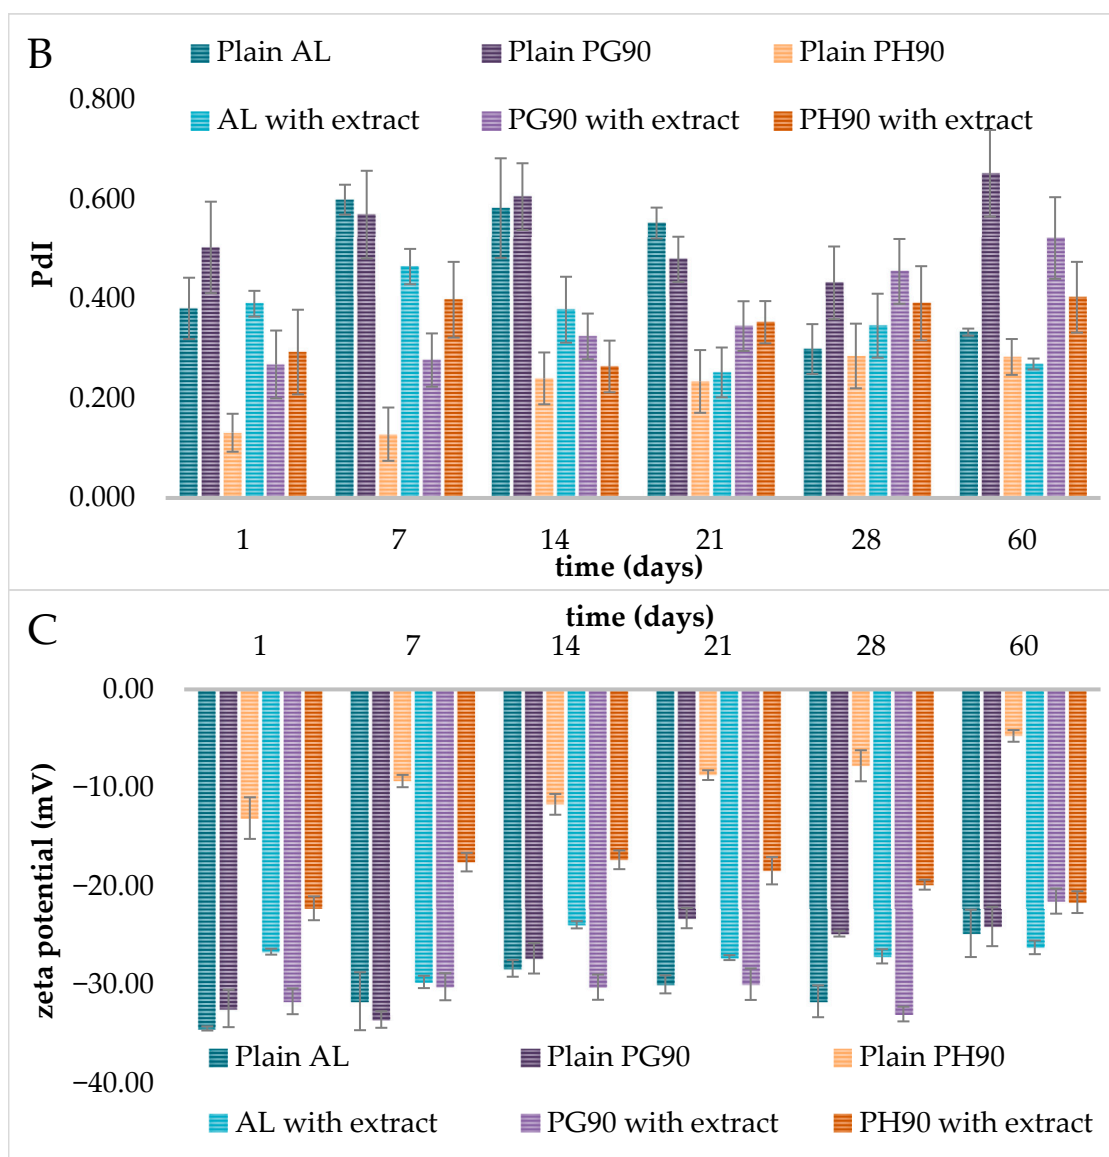 B
Plain AL Plain PG90 Plain PH90
0.800
AL with extract PG90 with extract PH90 with extract
0.600
PdI
0.400
0.200
0.000
1 7 14 21 28 60
time (days)
C
time (days)
1 7 14 21 28 60
0.00
−10.00
zeta potential (mV)
−20.00
−30.00
Plain AL Plain PG90 Plain PH90
−40.00
AL with extract PG90 with extract PH90 with extract